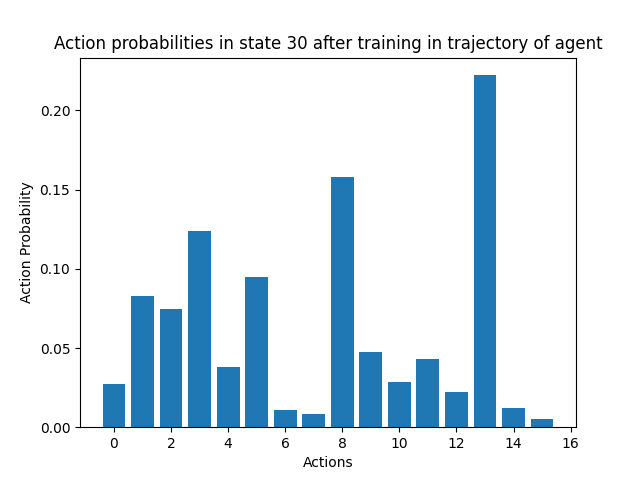 Action probabilities in state 30 after training in trajectory of agent
0.20
0.15
0.10
0.05
0.00
Action Probability
0 2 4 6 8 10 12 14 16
Actions